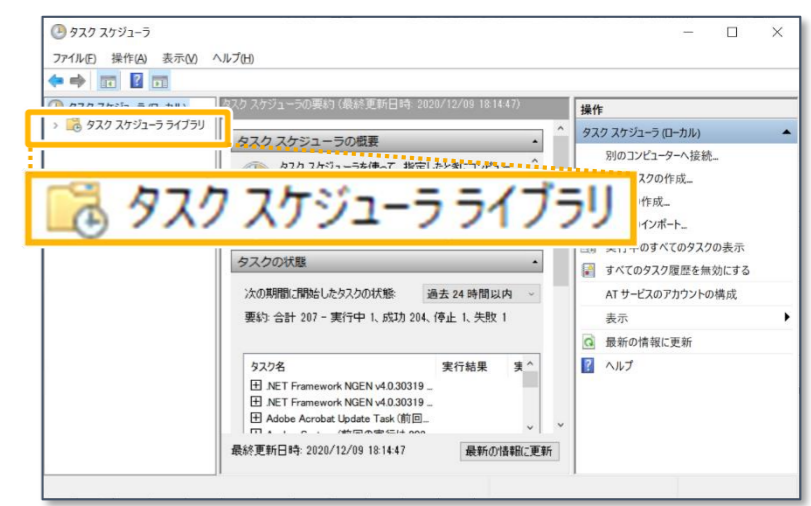 タスク スケジューラ
ファイル(F) 操作(A) 表示(V) ヘルプ(H)
タスク スケジューラ ライブラリ
タスク スケジューラの要約 (最終更新日時: 2020/12/09 18:14:47)
タスク スケジューラの概要
タスク スケジューラ ライブラリ
タスクの状態
次の期間に開始したタスクの状態: 過去 24 時間以内
要約: 合計 207 - 実行中 1、成功 204、停止 1、失敗 1
タスク名 実行結果 実
.NET Framework NGEN v4.0.30319 ...
.NET Framework NGEN v4.0.30319 ...
Adobe Acrobat Update Task (前回...
最終更新日時: 2020/12/09 18:14:47 最新の情報に更新
操作
タスク スケジューラ (ローカル)
別のコンピューターへ接続...
スクの作成...
作成...
インポート...
実行中のすべてのタスクの表示
すべてのタスク履歴を無効にする
AT サービスのアカウントの構成
表示
最新の情報に更新
ヘルプ